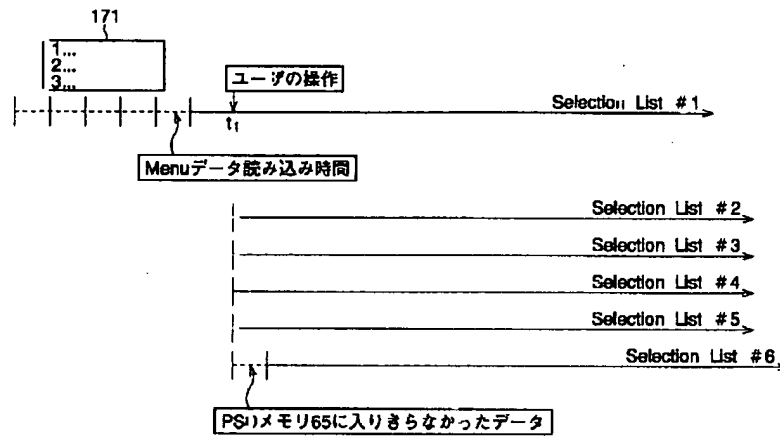 171
1...
2...
3...
ユーザの操作
Selection List #1
t1
Menuデータ読み込み時間
Selection List #2
Selection List #3
Selection List #4
Selection List #5
Selection List #6
PSDメモリ65に入りきらなかったデータ